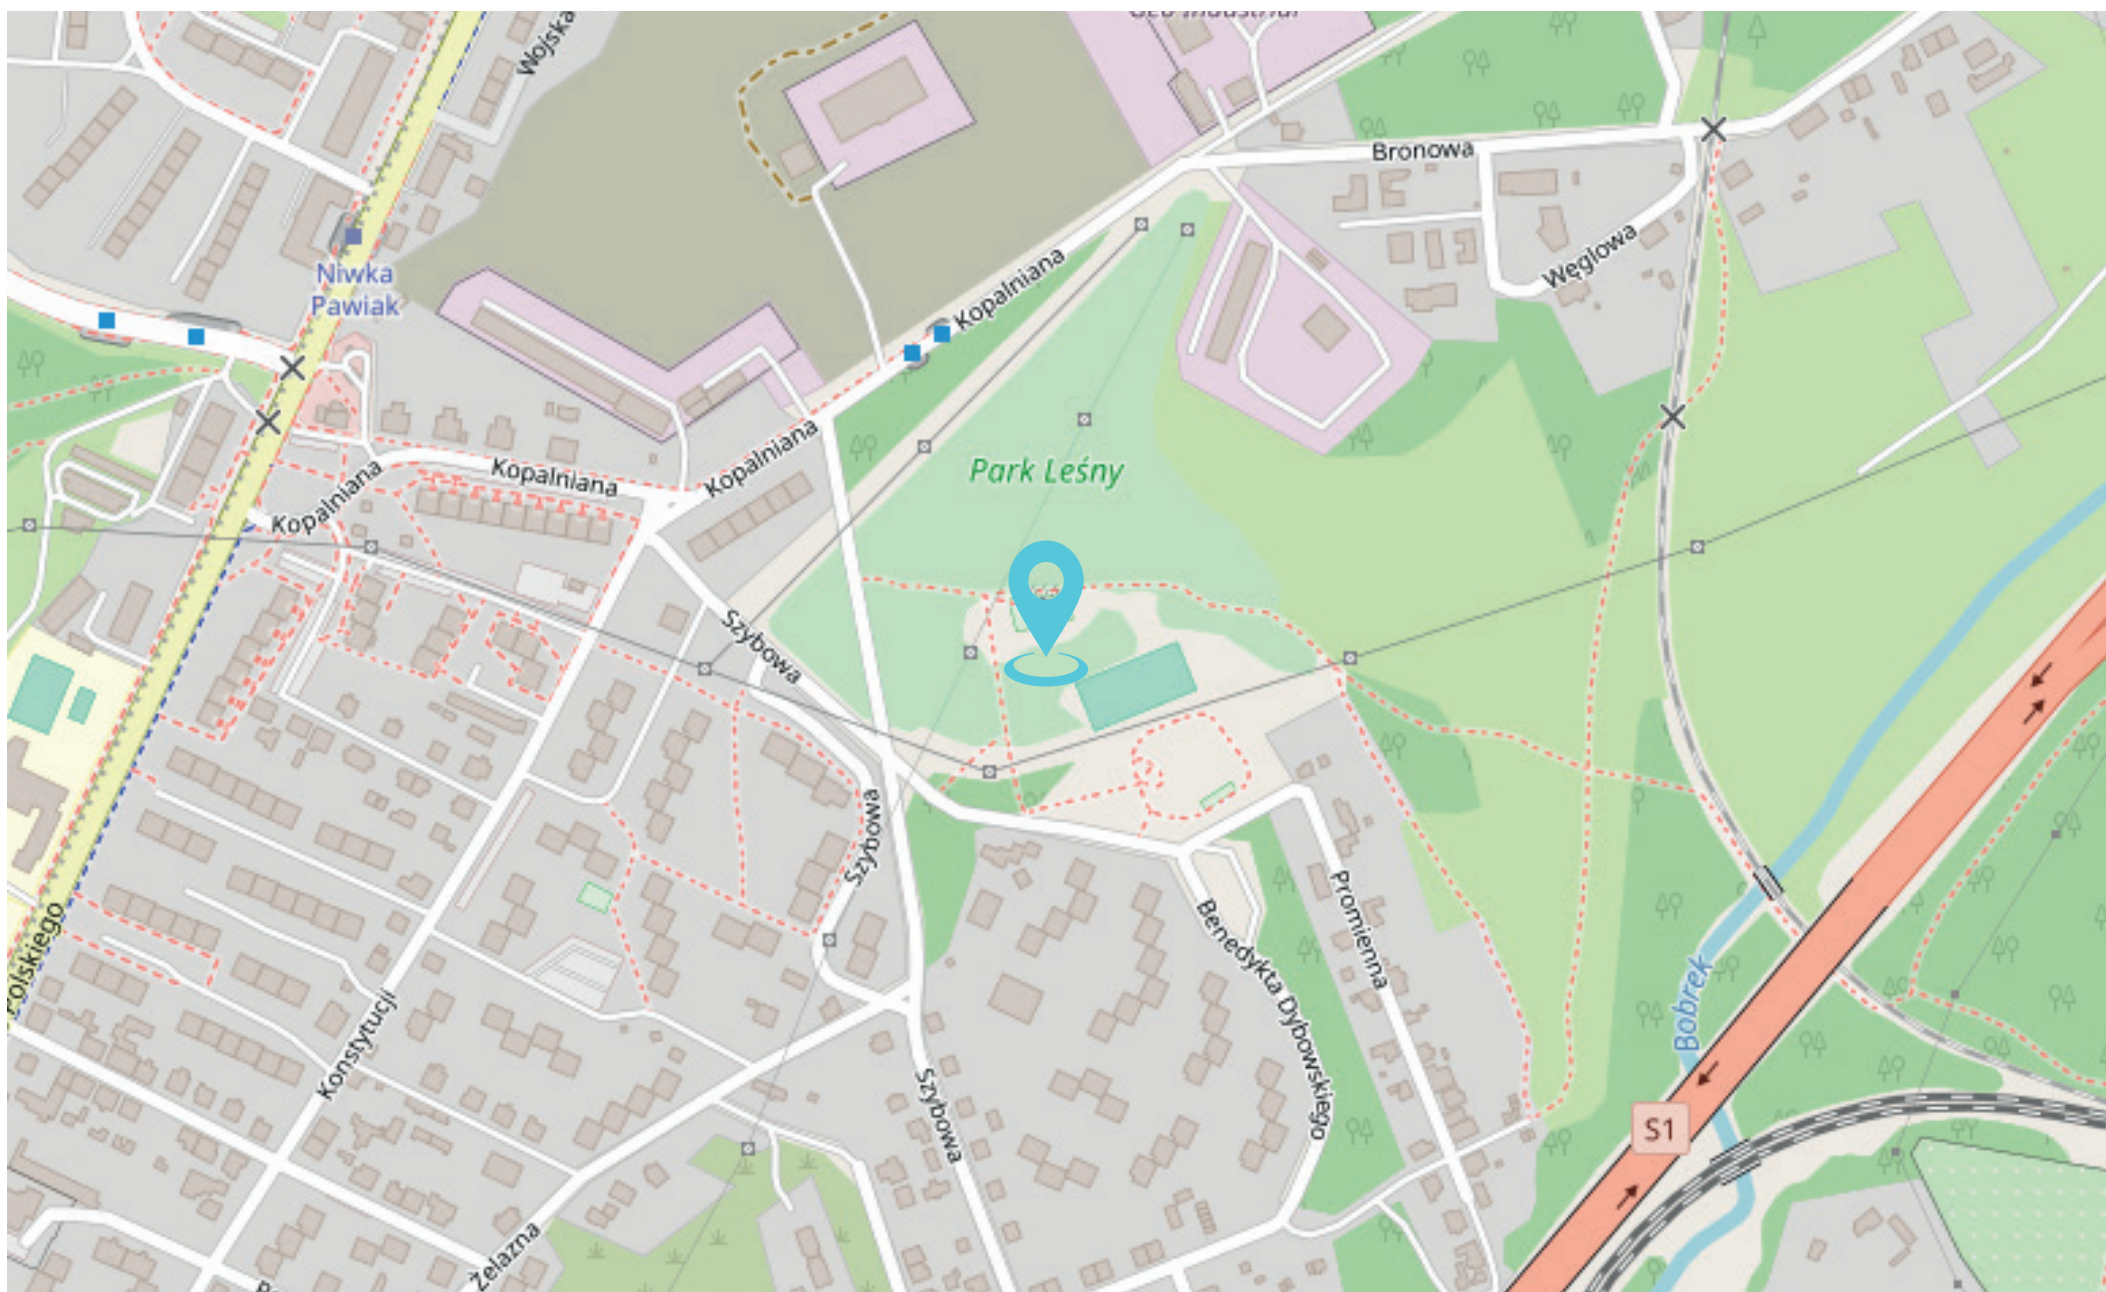 Wojska
Bronowa
Niwka
Pawiak
Kopalniana
Węglowa
Kopalniana
Kopalniana
Kopalniana
Park Leśny
Szybowa
Szybowa
Promienna
Benedykta Dybowskiego
Polskiego
Konstytucji
Bobrek
Szybowa
S1
Żelazna